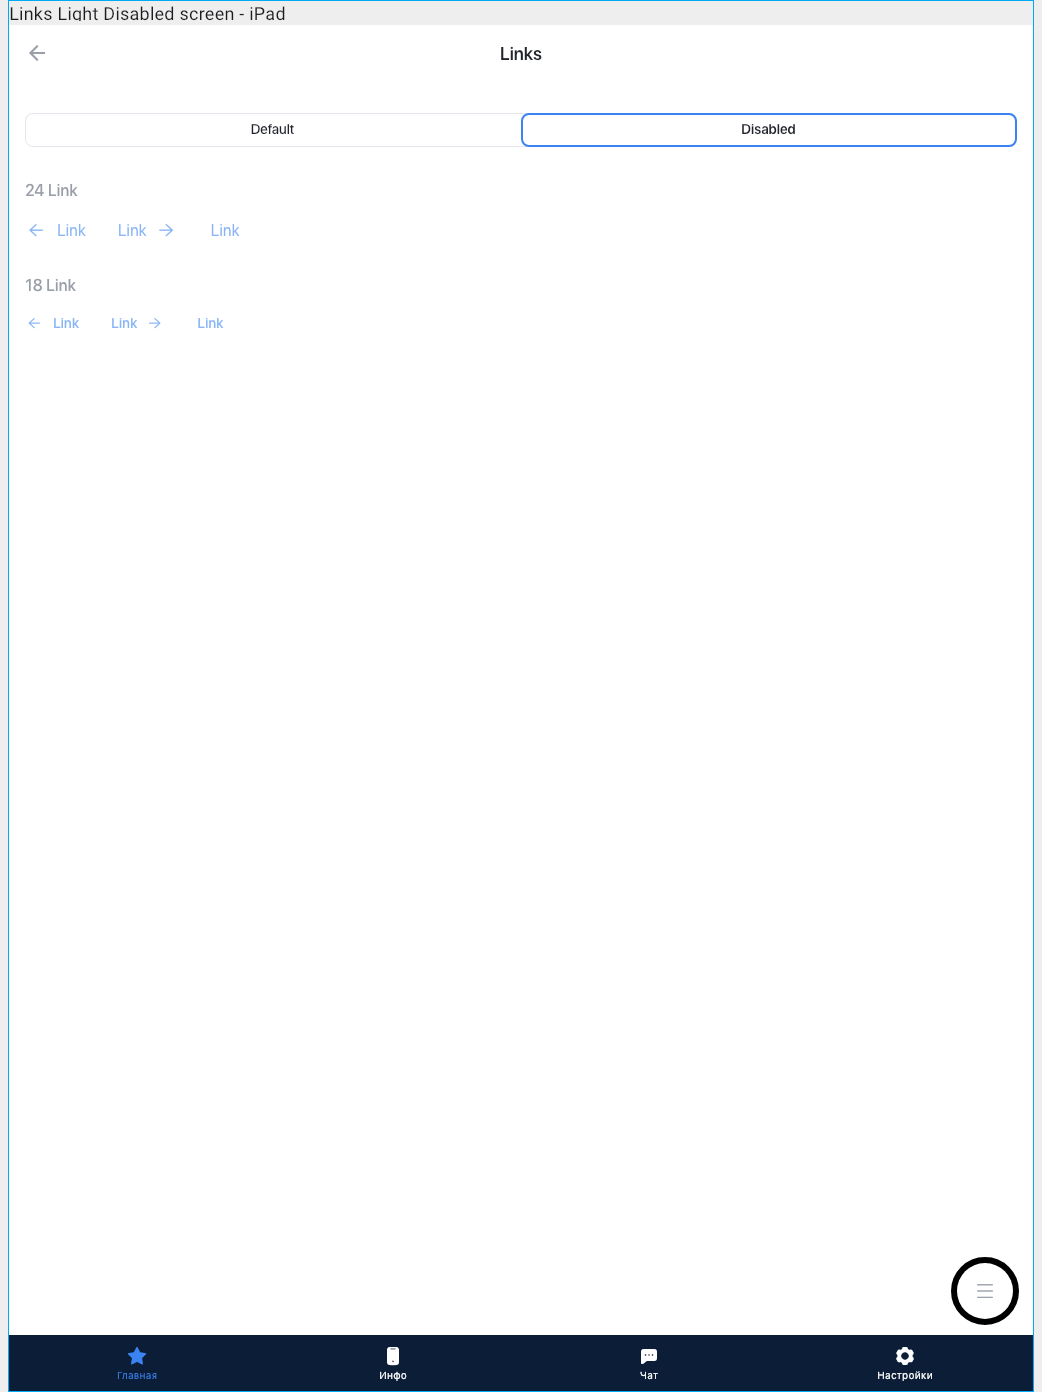 Links Light Disabled screen - iPad
Links
Default Disabled
24 Link
Link Link Link
18 Link
Link Link Link
Главная Инфо Чат Настройки